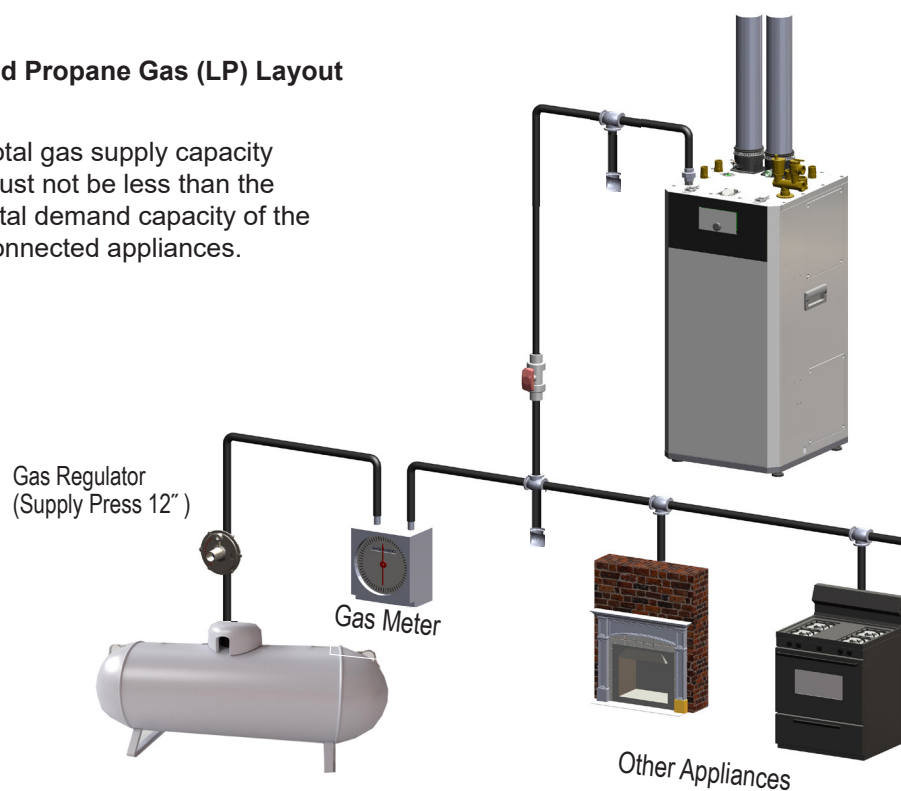 d Propane Gas (LP) Layout
otal gas supply capacity
ust not be less than the
tal demand capacity of the
onnected appliances.
Gas Regulator
(Supply Press 12˝ )
Gas Meter
Other Appliances